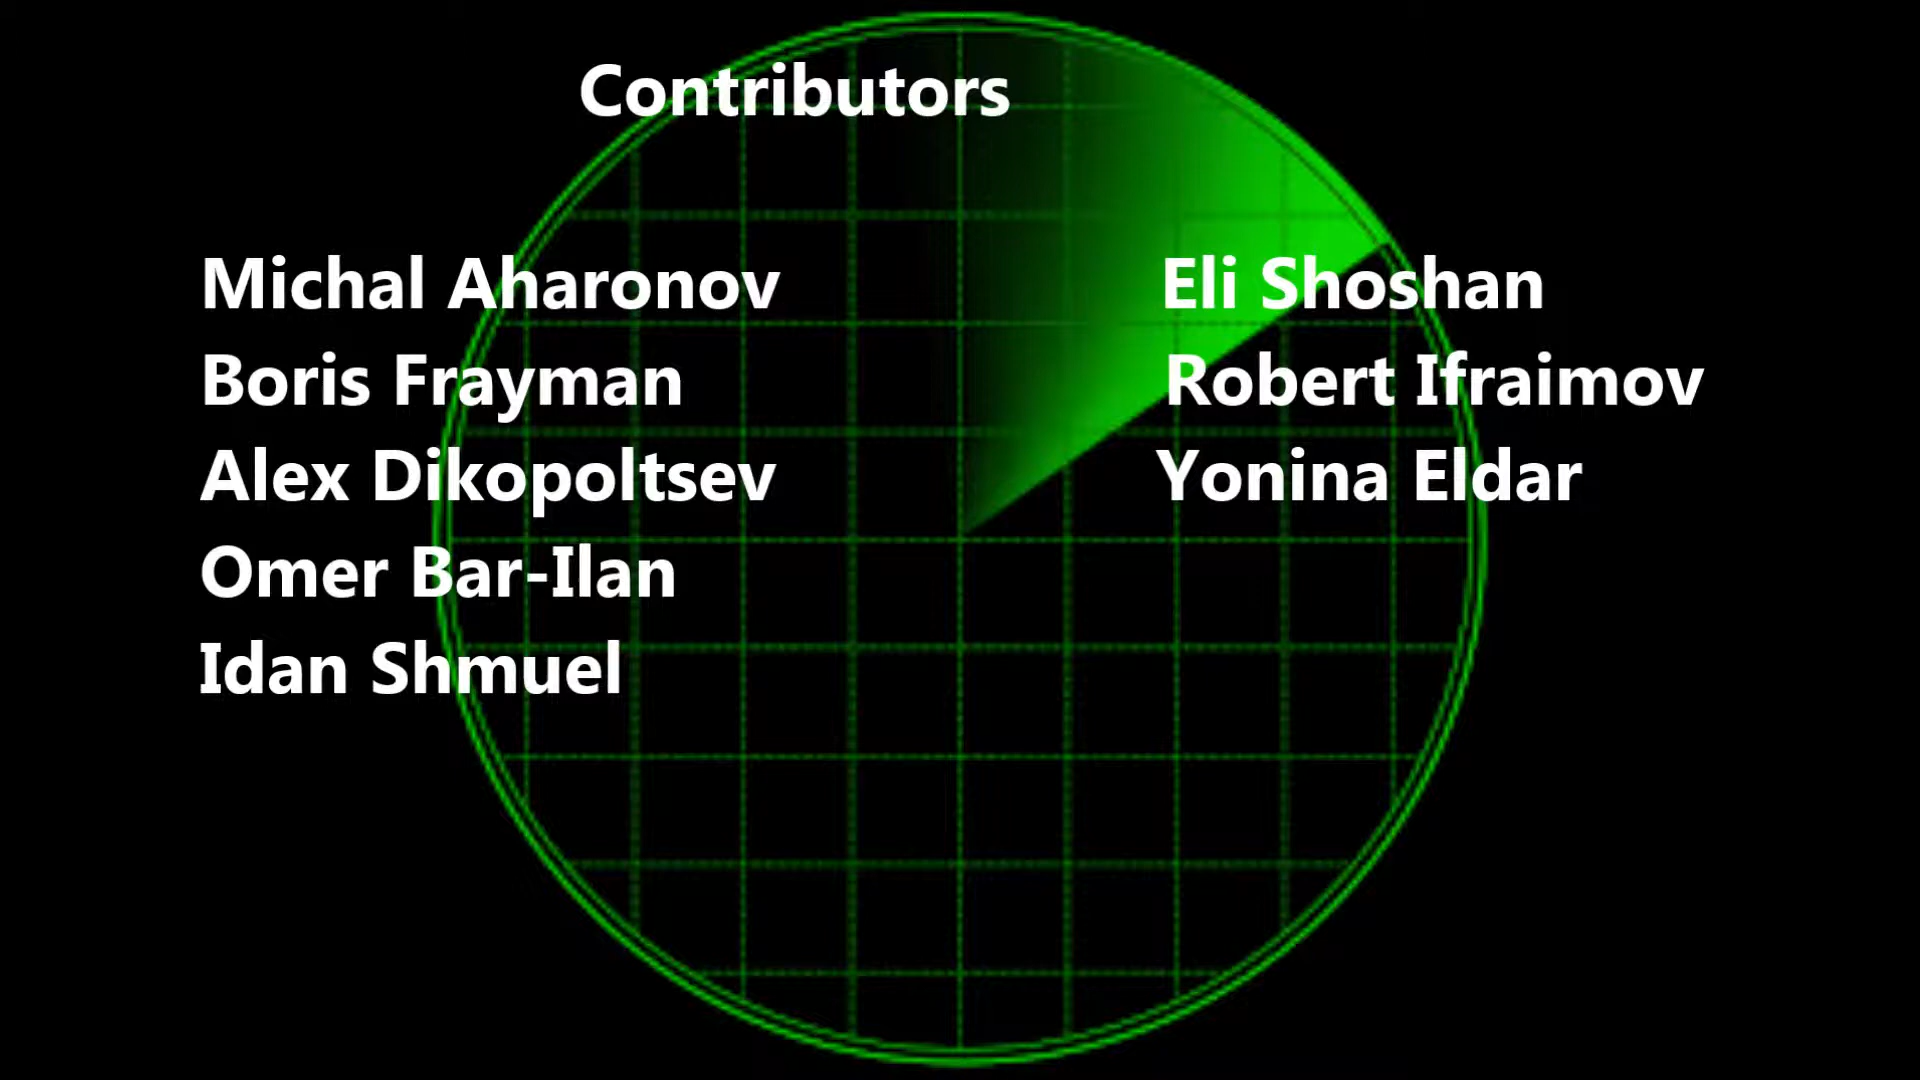 Contributors
Michal Aharonov
Boris Frayman
Alex Dikopoltsev
Omer Bar-Ilan
Idan Shmuel
Eli Shoshan
Robert Ifraimov
Yonina Eldar